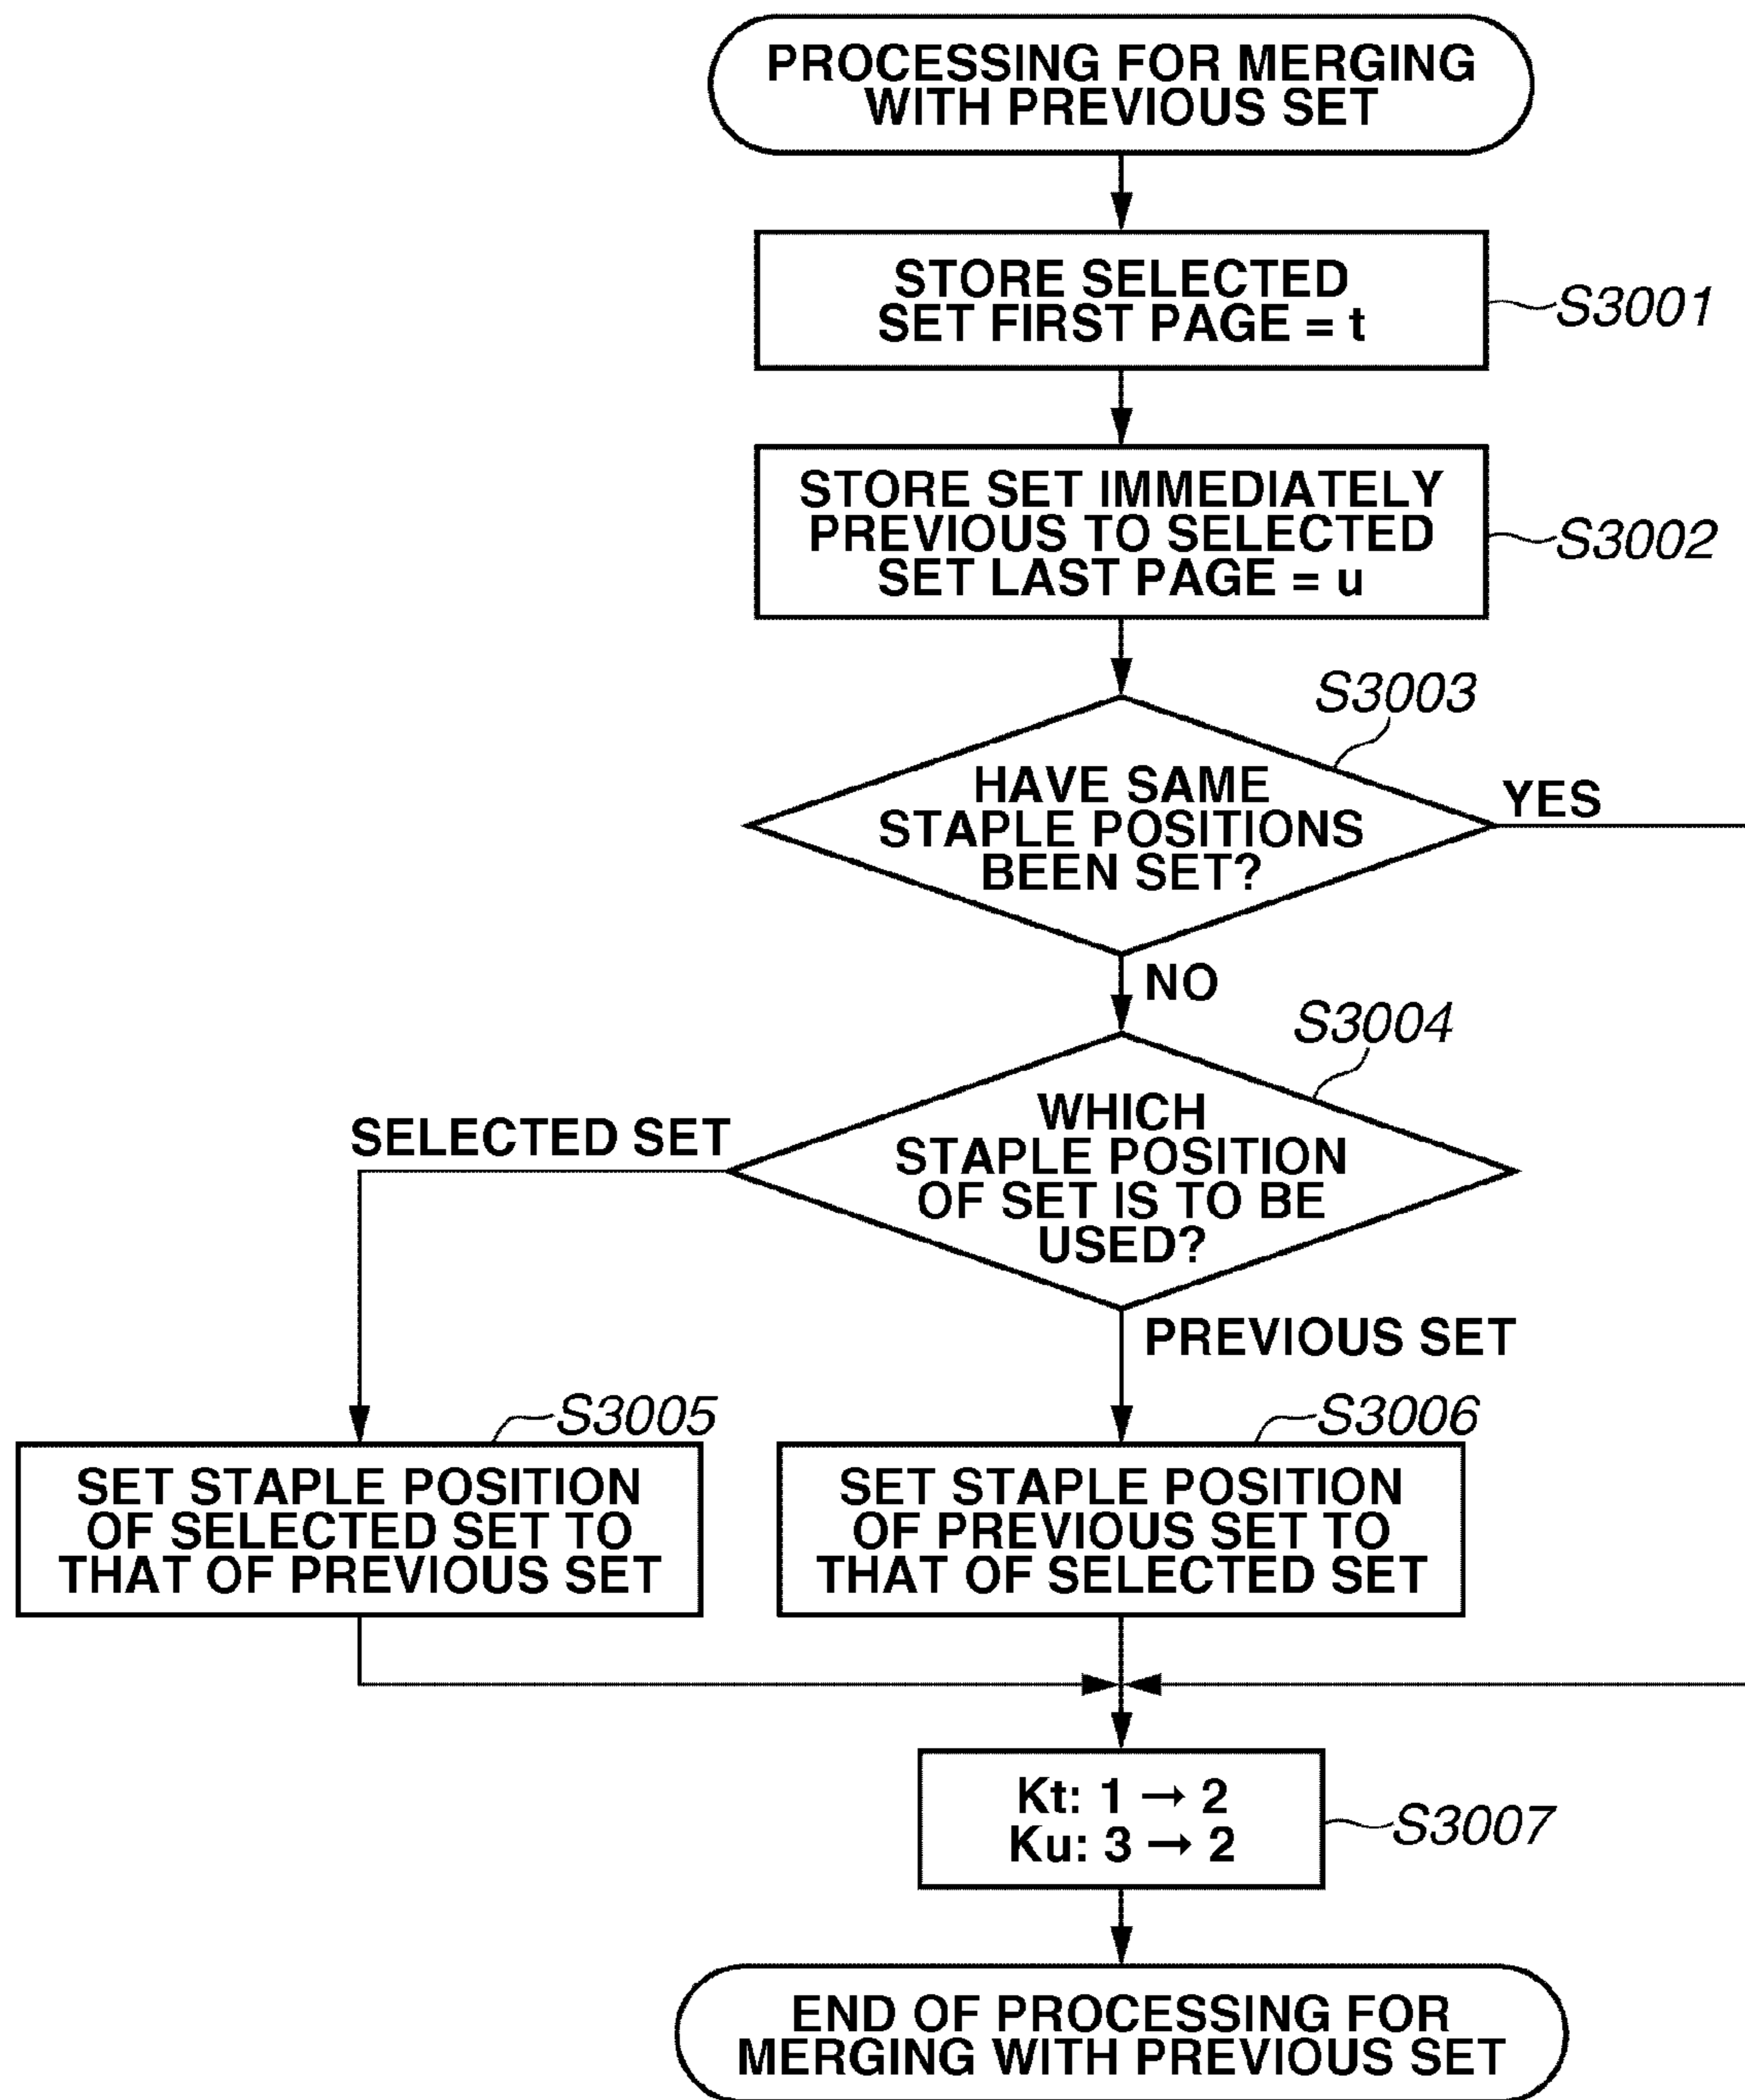 PROCESSING FOR MERGING
WITH PREVIOUS SET
STORE SELECTED
SET FIRST PAGE = t
S3001
STORE SET IMMEDIATELY
PREVIOUS TO SELECTED
SET LAST PAGE = u
S3002
S3003
HAVE SAME
STAPLE POSITIONS
BEEN SET?
YES
NO
S3004
WHICH
STAPLE POSITION
OF SET IS TO BE
USED?
SELECTED SET
PREVIOUS SET
S3005
SET STAPLE POSITION
OF SELECTED SET TO
THAT OF PREVIOUS SET
S3006
SET STAPLE POSITION
OF PREVIOUS SET TO
THAT OF SELECTED SET
Kt: 1 → 2
Ku: 3 → 2
S3007
END OF PROCESSING FOR
MERGING WITH PREVIOUS SET